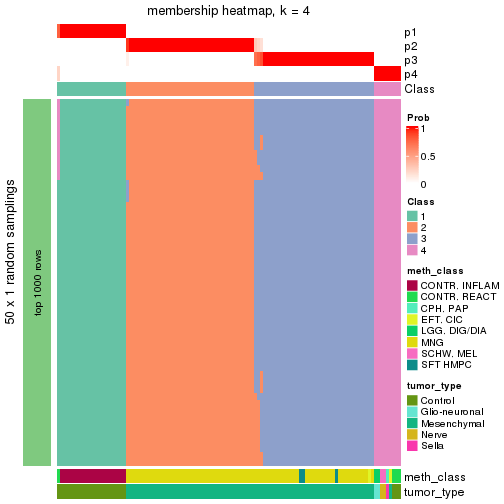 membership heatmap, k = 4
p1
p2
p3
p4
Class
50 x 1 random samplings
top 1000 rows
Prob
1
0.5
0
Class
1
2
3
4
meth_class
CONTR. INFLAM
CONTR. REACT
CPH. PAP
EFT. CIC
LGG. DIG/DIA
MNG
SCHW. MEL
SFT HMPC
tumor_type
Control
Glio-neuronal
Mesenchymal
Nerve
Sella
meth_class
tumor_type